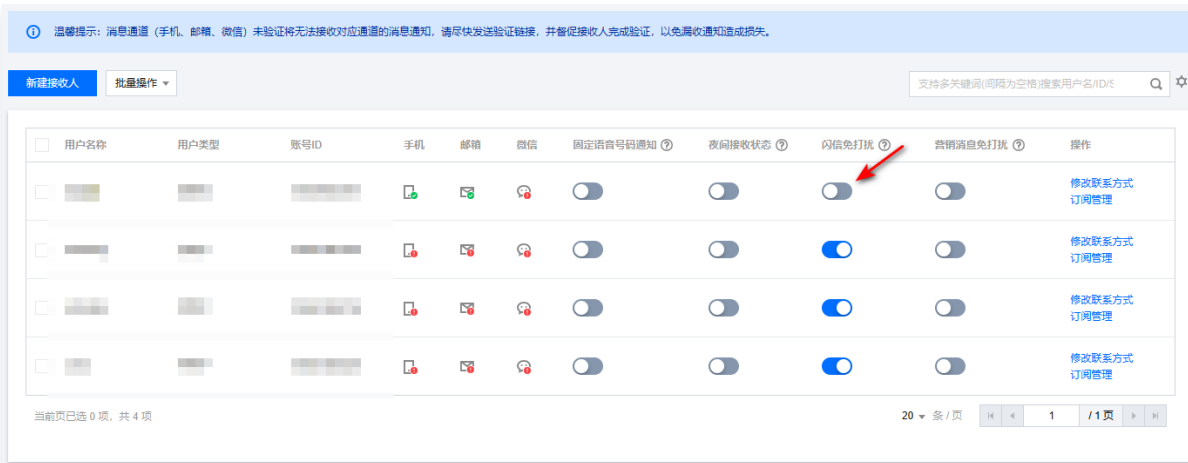 温馨提示：消息通道（手机、邮箱、微信）未验证将无法接收对应通道的消息通知，请尽快发送验证链接，并督促接收人完成验证，以免漏收通知造成损失。
新建接收人 批量操作 支持多关键词(间隔为空格)搜索用户名/ID/S
用户名称 用户类型 账号ID 手机 邮箱 微信 固定语音号码通知 夜间接收状态 闪信免打扰 营销消息免打扰 操作
修改联系方式
订阅管理
修改联系方式
订阅管理
修改联系方式
订阅管理
修改联系方式
订阅管理
当前页已选 0 项，共 4 项 20 条 / 页 1 / 1 页